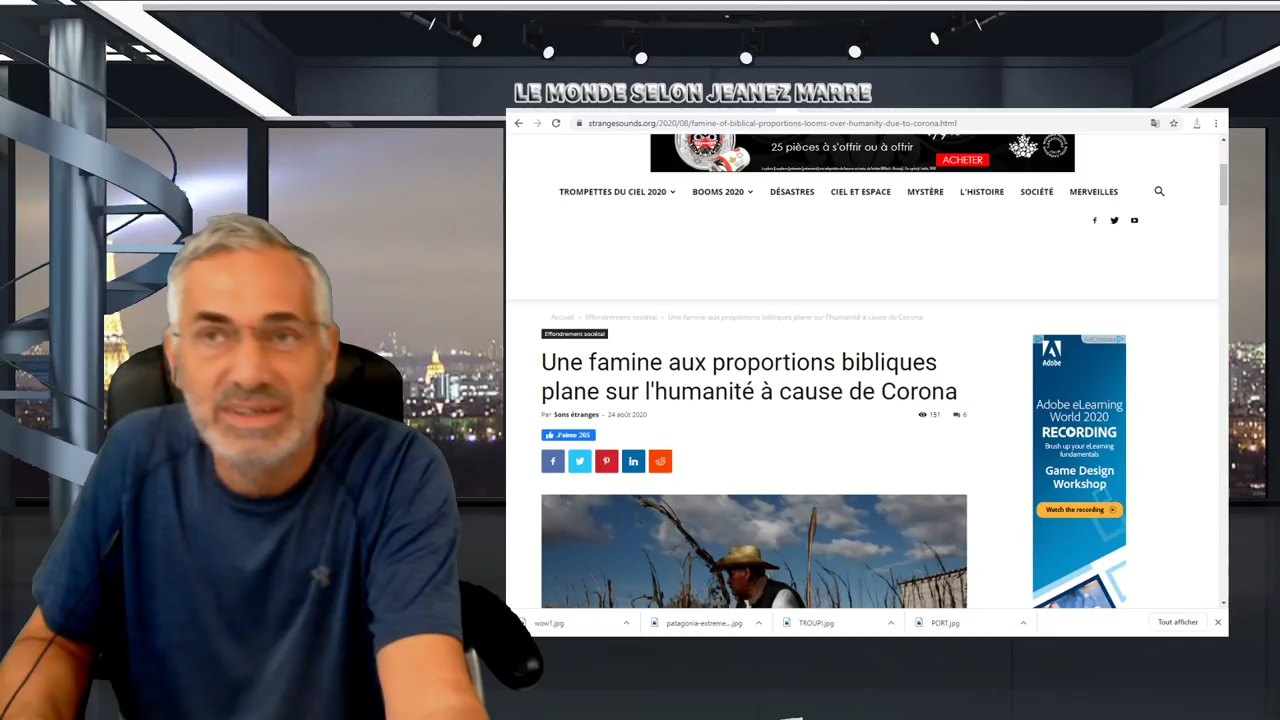 LE MONDE SELON JEANEZ MARRE
strangesounds.org/2020/08/famine-of-biblical-proportions-looms-over-humanity-due-to-corona.html
25 pièces à s'offrir ou à offrir
ACHETER
TROMPETTES DU CIEL 2020 BOOMS 2020 DÉSASTRES CIEL ET ESPACE MYSTÈRE L'HISTOIRE SOCIÉTÉ MERVEILLES
Accueil › Effondrement sociétal › Une famine aux proportions bibliques plane sur l'humanité à cause de Corona
Effondrement sociétal
Une famine aux proportions bibliques
plane sur l'humanité à cause de Corona
Par Sons étranges - 24 août 2020 151 6
J'aime 265
Adobe
Adobe eLearning
World 2020
RECORDING
Brush up your eLearning
fundamentals
Game Design
Workshop
Watch the recording
wow1.jpg patagonia-extreme....jpg TROUPI.jpg PORT.jpg Tout afficher